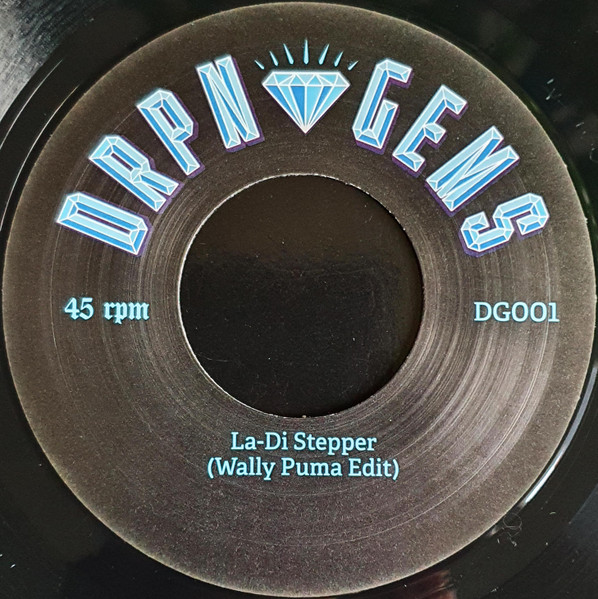 DRPN GEMS
45 rpm
DG001
La-Di Stepper
(Wally Puma Edit)